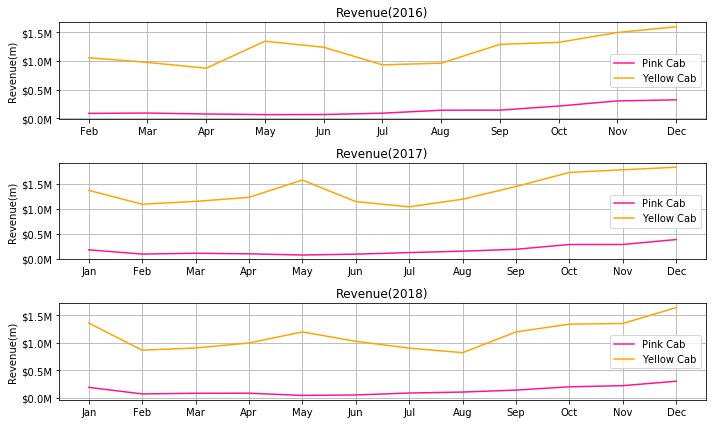 Revenue(2016)
$1.5M
$1.0M
$0.5M
$0.0M
Revenue(m)
Pink Cab
Yellow Cab
Feb Mar Apr May Jun Jul Aug Sep Oct Nov Dec
Revenue(2017)
$1.5M
$1.0M
$0.5M
$0.0M
Revenue(m)
Pink Cab
Yellow Cab
Jan Feb Mar Apr May Jun Jul Aug Sep Oct Nov Dec
Revenue(2018)
$1.5M
$1.0M
$0.5M
$0.0M
Revenue(m)
Pink Cab
Yellow Cab
Jan Feb Mar Apr May Jun Jul Aug Sep Oct Nov Dec